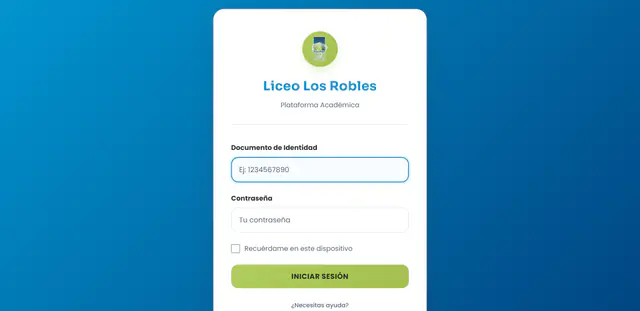 Liceo Los Robles
Plataforma Académica
Documento de Identidad
Ej: 1234567890
Contraseña
Tu contraseña
Recuérdame en este dispositivo
INICIAR SESIÓN
¿Necesitas ayuda?